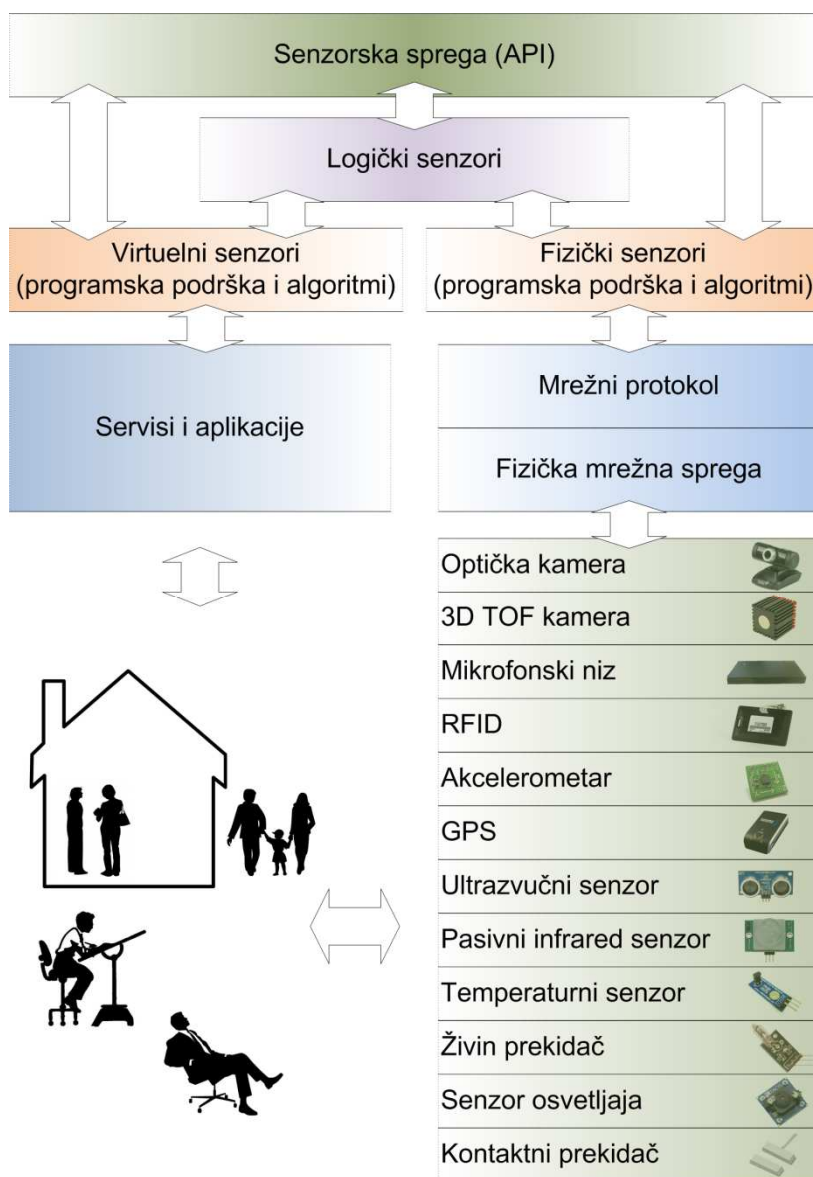 Senzorska sprega (API)
Logički senzori
Virtuelni senzori
(programska podrška i algoritmi)
Fizički senzori
(programska podrška i algoritmi)
Servisi i aplikacije
Mrežni protokol
Fizička mrežna sprega
Optička kamera
3D TOF kamera
Mikrofonski niz
RFID
Akcelerometar
GPS
Ultrazvučni senzor
Pasivni infrared senzor
Temperaturni senzor
Živin prekidač
Senzor osvetljaja
Kontaktni prekidač